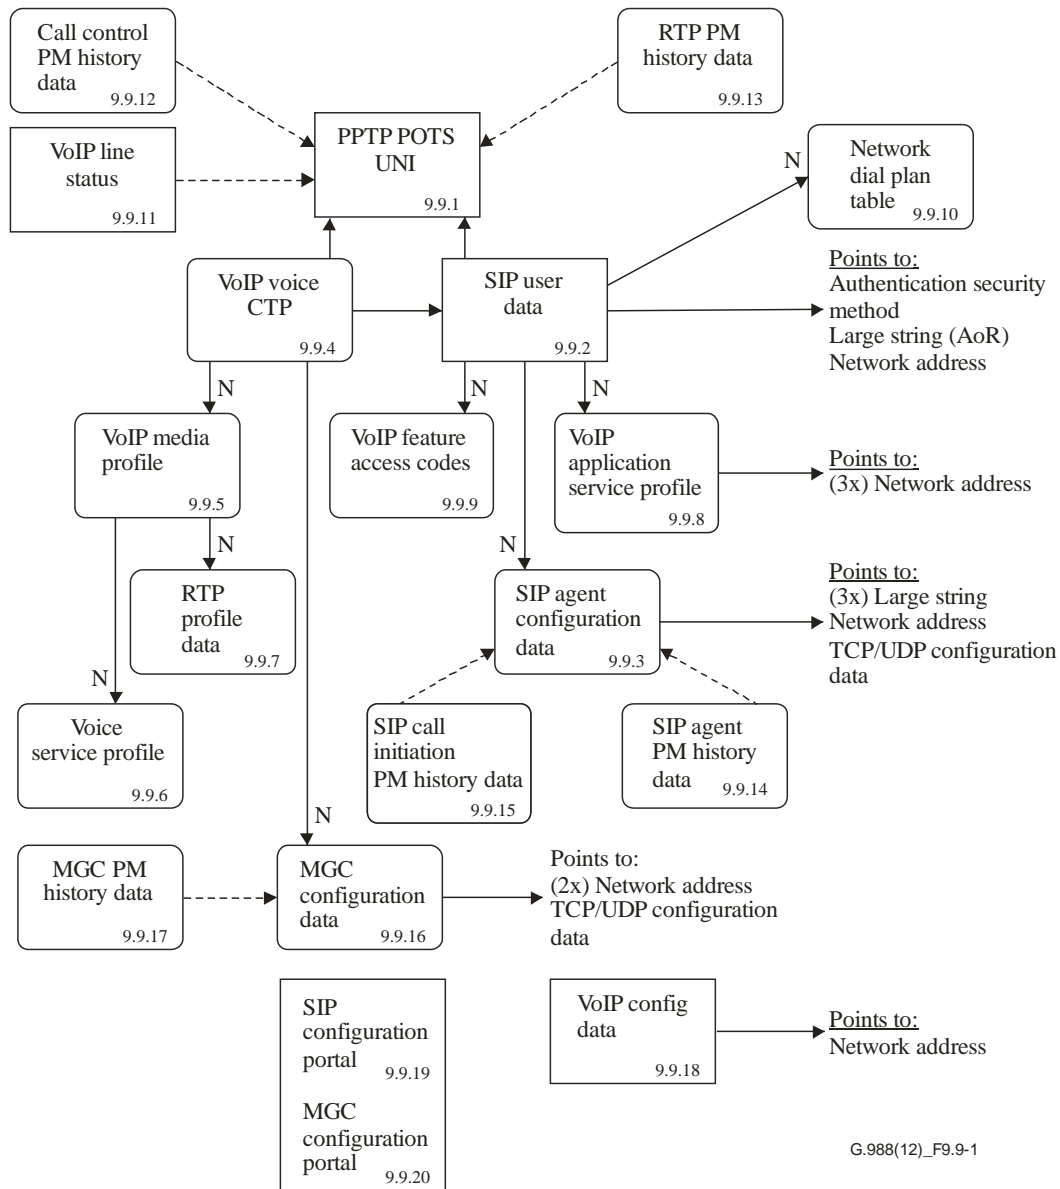 Call control
PM history
data
9.9.12
RTP PM
history data
9.9.13
PPTP POTS
UNI
9.9.1
VoIP line
status
9.9.11
N
Network
dial plan
table
9.9.10
VoIP voice
CTP
9.9.4
SIP user
data
9.9.2
Points to:
Authentication security
method
Large string (AoR)
Network address
N
N
N
VoIP media
profile
9.9.5
VoIP feature
access codes
9.9.9
VoIP
application
service profile
9.9.8
Points to:
(3x) Network address
N
N
RTP
profile
data
9.9.7
SIP agent
configuration
data
9.9.3
Points to:
(3x) Large string
Network address
TCP/UDP configuration
data
N
Voice
service profile
9.9.6
SIP call
initiation
PM history data
9.9.15
SIP agent
PM history
data
9.9.14
N
MGC PM
history data
9.9.17
MGC
configuration
data
9.9.16
Points to:
(2x) Network address
TCP/UDP configuration
data
SIP
configuration
portal
9.9.19
MGC
configuration
portal
9.9.20
VoIP config
data
9.9.18
Points to:
Network address
G.988(12)_F9.9-1